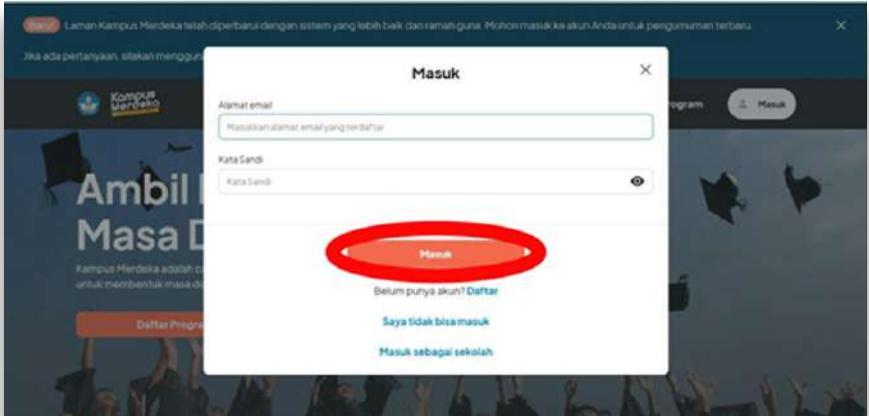 Baru! Laman Kampus Merdeka telah diperbarui dengan sistem yang lebih baik dan ramah guna. Mohon masuk ke akun Anda untuk pengumuman terbaru.
Jika ada pertanyaan, silakan menggun
Kampus
Merdeka
rogram
Masuk
Ambil
Masa D
Kampus Merdeka adalah ca
untuk membentuk masa de
Daftar Progra
Masuk
Alamat email
Masukkan alamat email yang terdaftar
Kata Sandi
Kata Sandi
Masuk
Belum punya akun? Daftar
Saya tidak bisa masuk
Masuk sebagai sekolah